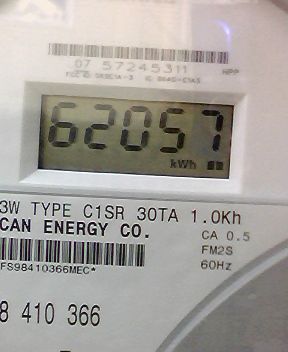 07 57245311 NPP
62057
kWh
3W TYPE C1SR 30TA 1.0Kh
CAN ENERGY CO. CA 0.5
FM2S
FS98410366MEC* 60Hz
8 410 366